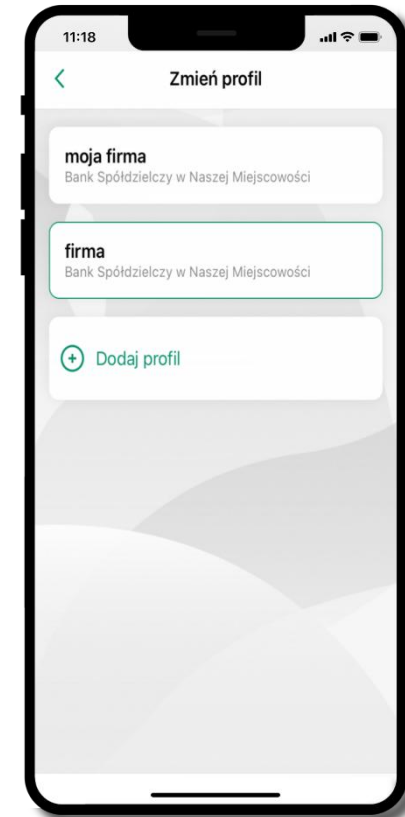 11:18
Zmień profil
moja firma
Bank Spółdzielczy w Naszej Miejscowości
firma
Bank Spółdzielczy w Naszej Miejscowości
Dodaj profil